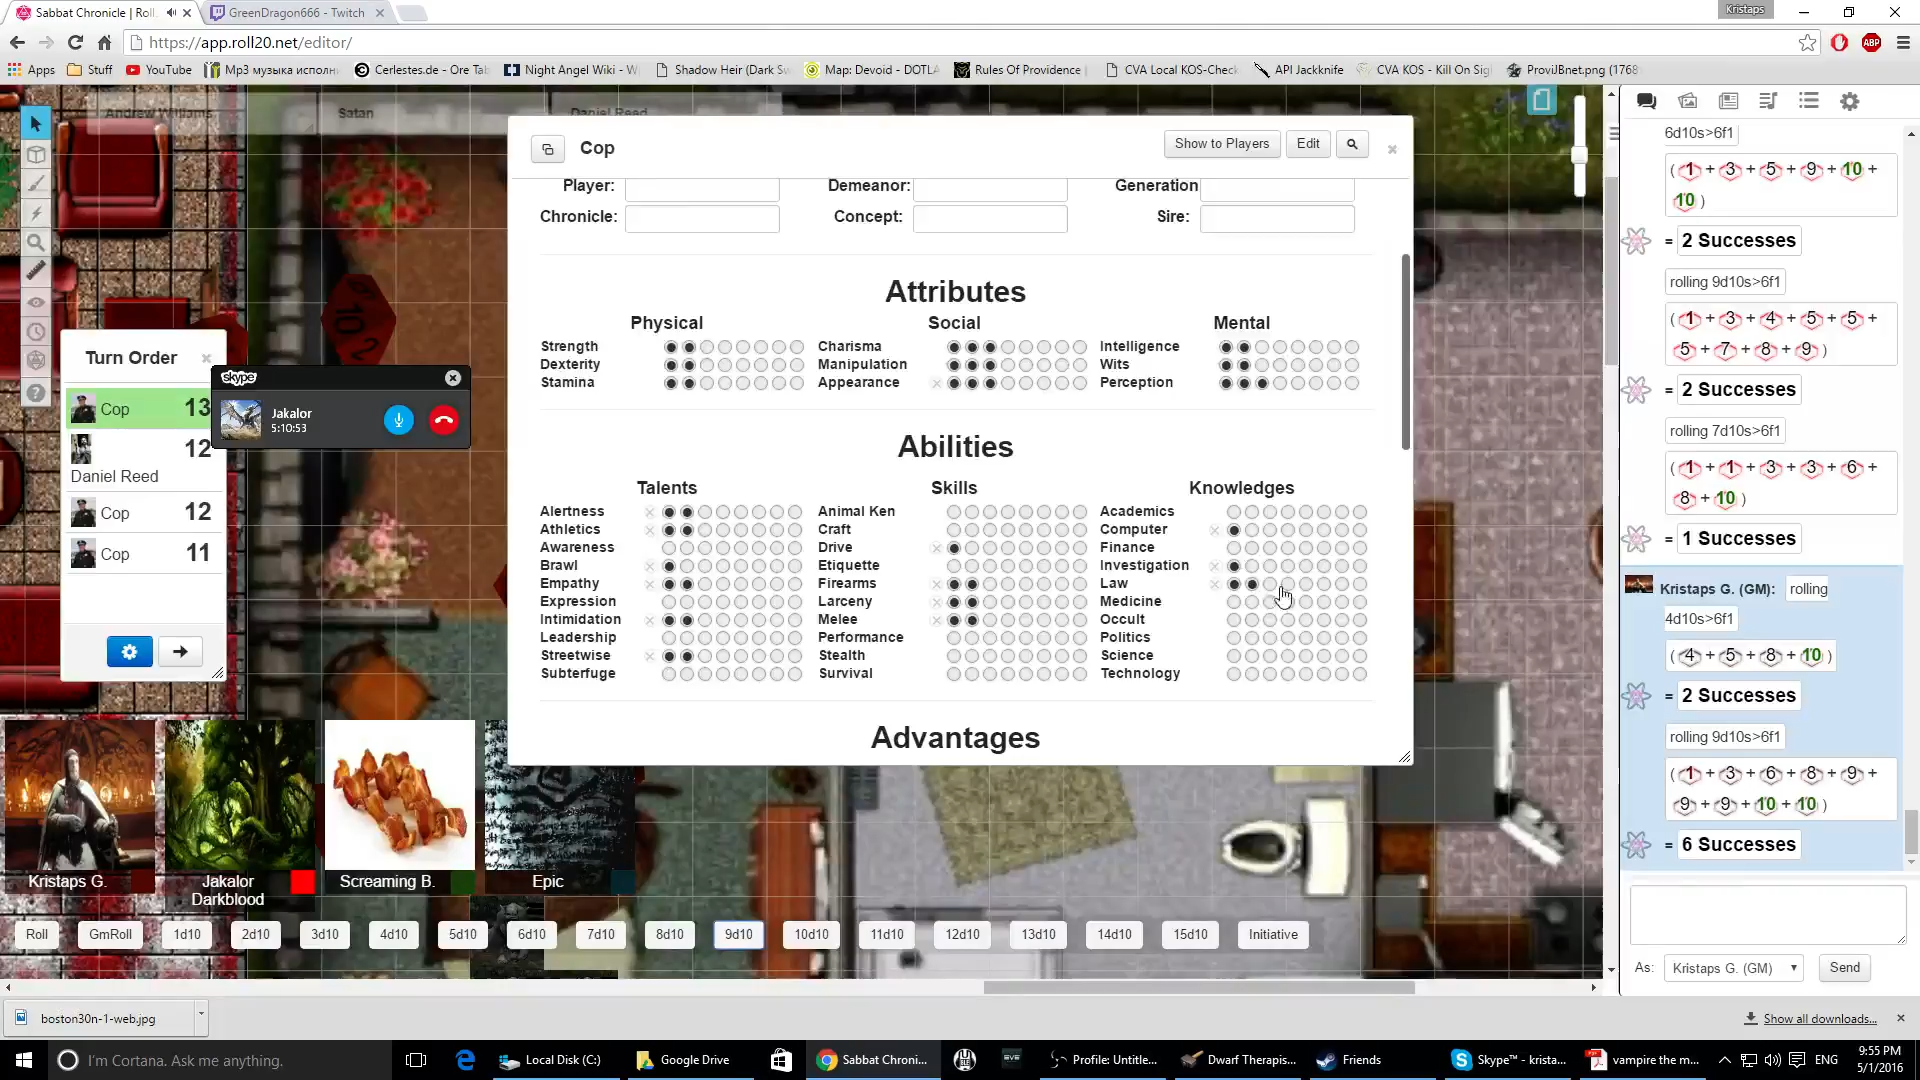 Sabbat Chronicle | Roll
GreenDragon666 - Twitch
Kristaps
https://app.roll20.net/editor/
Apps
Stuff
YouTube
Mp3 музыка исполн
Cerlestes.de - Ore Tab
Night Angel Wiki - W
Shadow Heir (Dark Sw
Map: Devoid - DOTLA
Rules Of Providence
CVA Local KOS-Check
API Jackknife
CVA KOS - Kill On Sig
ProviJBnet.png (1768
Andrew Williams
Satan
Daniel Reed
Cop
Show to Players
Edit
Player:
Demeanor:
Generation
Chronicle:
Concept:
Sire:
Attributes
Physical
Social
Mental
Strength
Charisma
Intelligence
Dexterity
Manipulation
Wits
Stamina
Appearance
Perception
Abilities
Talents
Skills
Knowledges
Alertness
Animal Ken
Academics
Athletics
Craft
Computer
Awareness
Drive
Finance
Brawl
Etiquette
Investigation
Empathy
Firearms
Law
Expression
Larceny
Medicine
Intimidation
Melee
Occult
Leadership
Performance
Politics
Streetwise
Stealth
Science
Subterfuge
Survival
Technology
Advantages
Turn Order
Cop 13
12
Daniel Reed
Cop 12
Cop 11
skype
Jakalor
5:10:53
6d10s>6f1
(1+3+5+9+10+
10)
= 2 Successes
rolling 9d10s>6f1
(1+3+4+5+5+
5+7+8+9)
= 2 Successes
rolling 7d10s>6f1
(1+1+3+3+6+
8+10)
= 1 Successes
Kristaps G. (GM): rolling
4d10s>6f1
(4+5+8+10)
= 2 Successes
rolling 9d10s>6f1
(1+3+6+8+9+
9+9+10+10)
= 6 Successes
As: Kristaps G. (GM)
Send
Kristaps G.
Jakalor
Darkblood
Screaming B.
Epic
Roll
GmRoll
1d10
2d10
3d10
4d10
5d10
6d10
7d10
8d10
9d10
10d10
11d10
12d10
13d10
14d10
15d10
Initiative
boston30n-1-web.jpg
Show all downloads...
I'm Cortana. Ask me anything.
Local Disk (C:)
Google Drive
Sabbat Chroni...
EVE
Profile: Untitle...
Dwarf Therapis...
Friends
Skype™ - krista...
vampire the m...
ENG
9:55 PM
5/1/2016